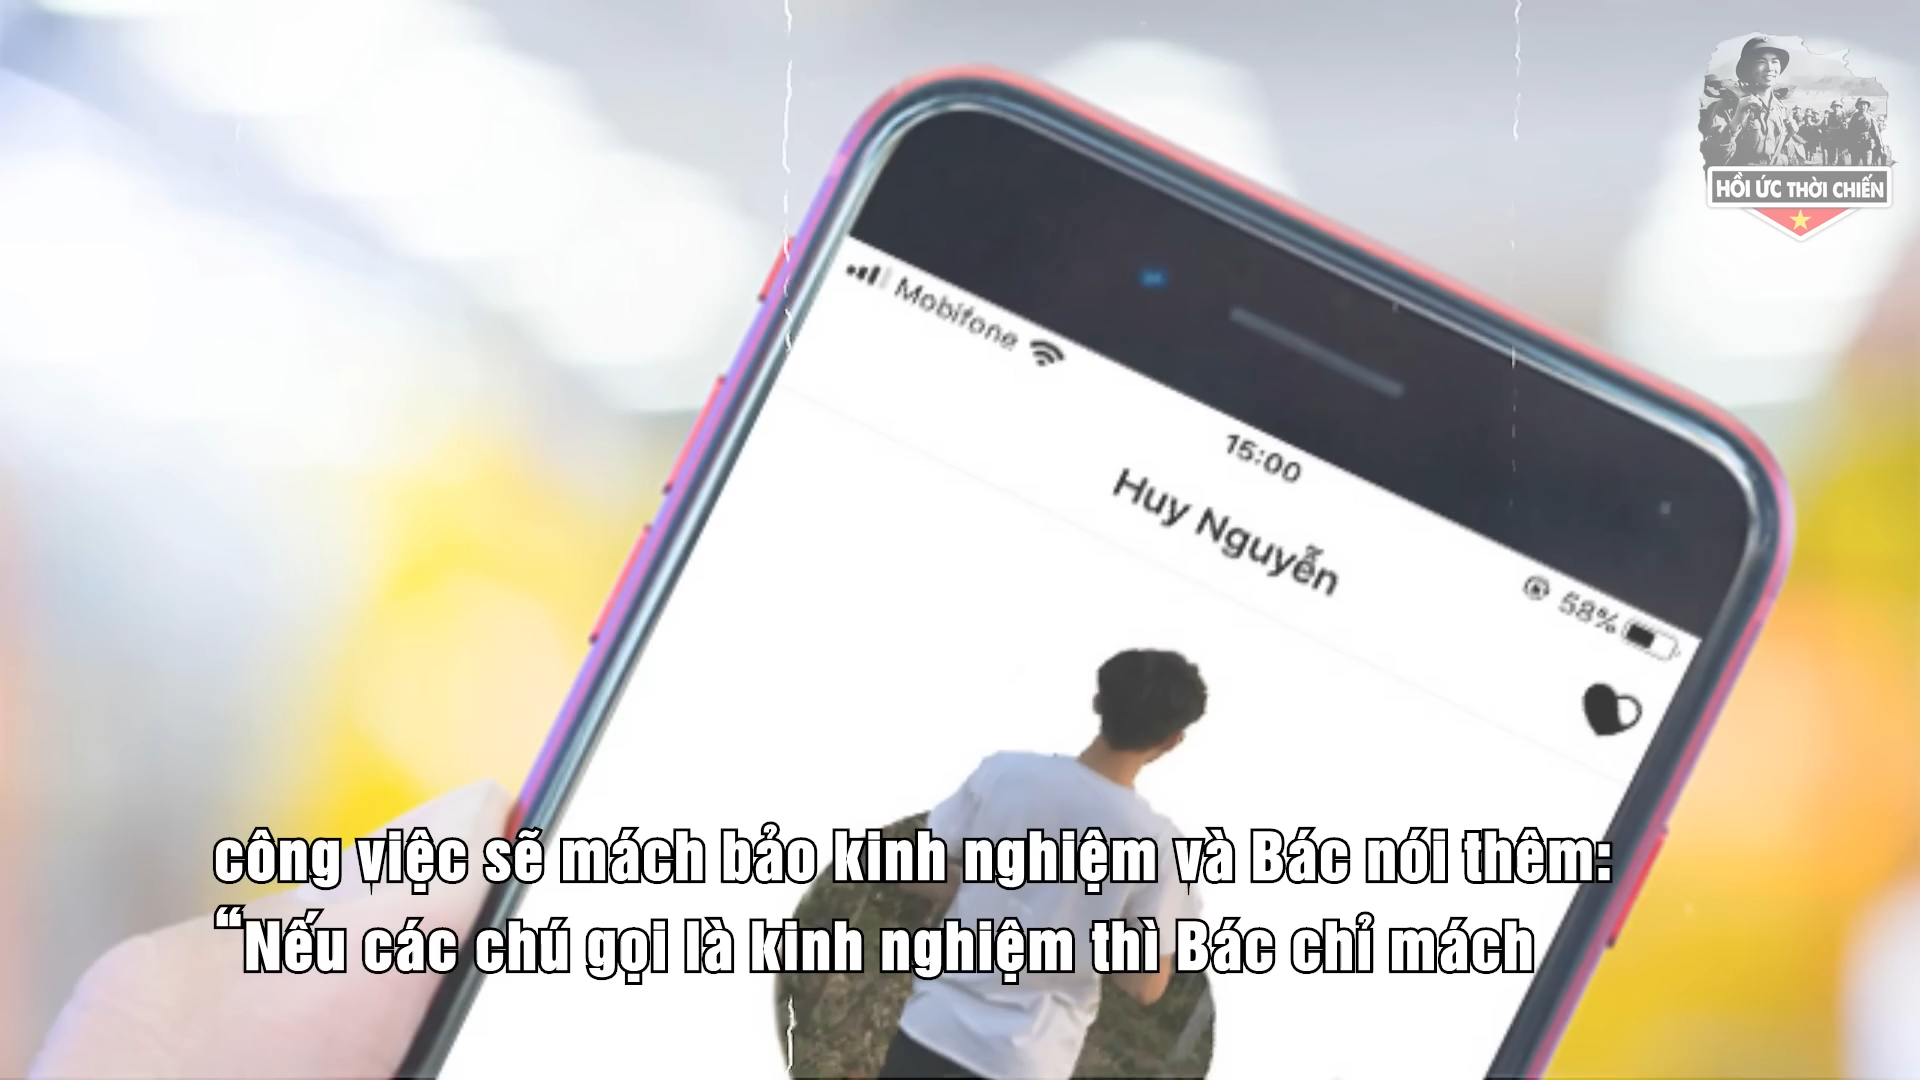 HỒI ỨC THỜI CHIẾN
Mobifone
15:00
58%
Huy Nguyễn
công việc sẽ mách bảo kinh nghiệm và Bác nói thêm:
“Nếu các chú gọi là kinh nghiệm thì Bác chỉ mách